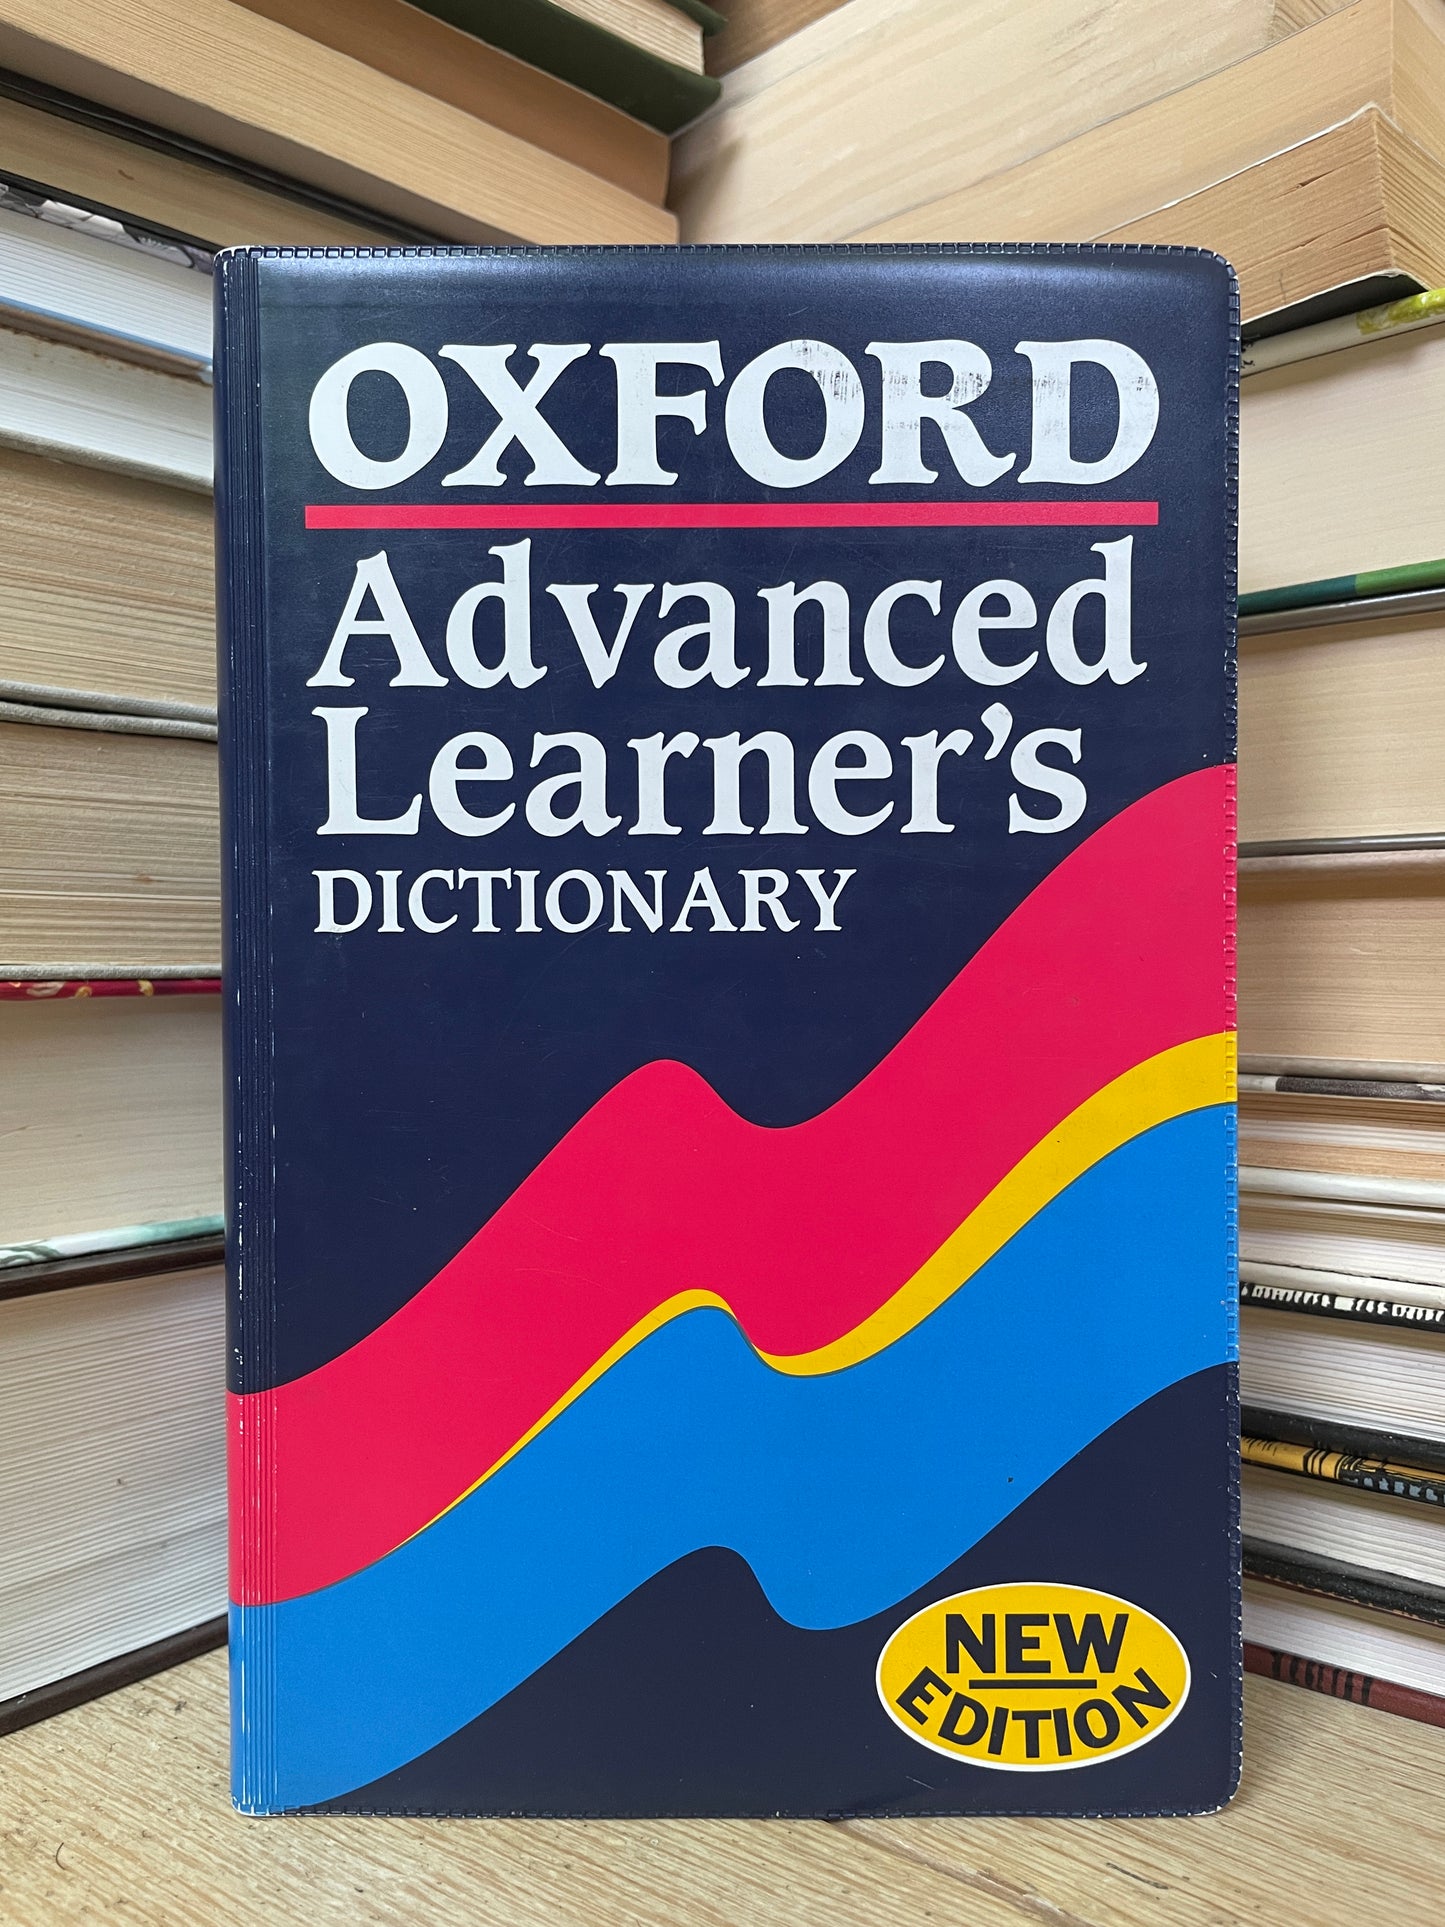 OXFORD
Advanced
Learner's
DICTIONARY
NEW
EDITION